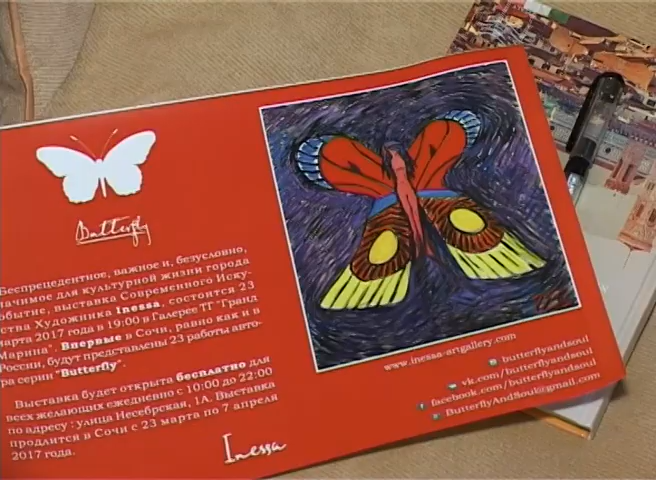 Butterfly
Беспрецедентное, важное и, безусловно,
начимое для культурной жизни города
обытие, выставка Современного Искус-
ства Художника Inessa, состоится 23
марта 2017 года в 19:00 в Галерее ТГ "Гранд
Марина". Впервые в Сочи, равно как и в
России, будут представлены 23 работы авто-
ра серии "Butterfly".
Выставка будет открыта бесплатно для
всех желающих ежедневно с 10:00 до 22:00
по адресу : улица Несебрская, 1А. Выставка
продлится в Сочи с 23 марта по 7 апреля
2017 года.
Inessa
www.inessa-artgallery.com
butterflyandsoul
vk.com/butterflyandsoul
facebook.com/butterflyandsoul
ButterflyAndSoul@gmail.com